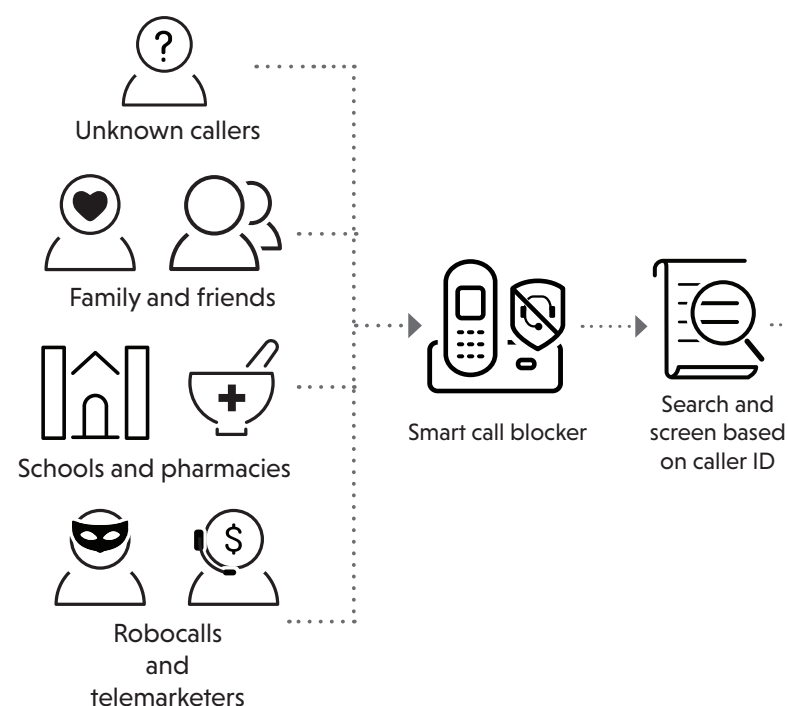 Unknown callers
Family and friends
Schools and pharmacies
Robocalls
and
telemarketers
Smart call blocker
Search and
screen based
on caller ID
?
$